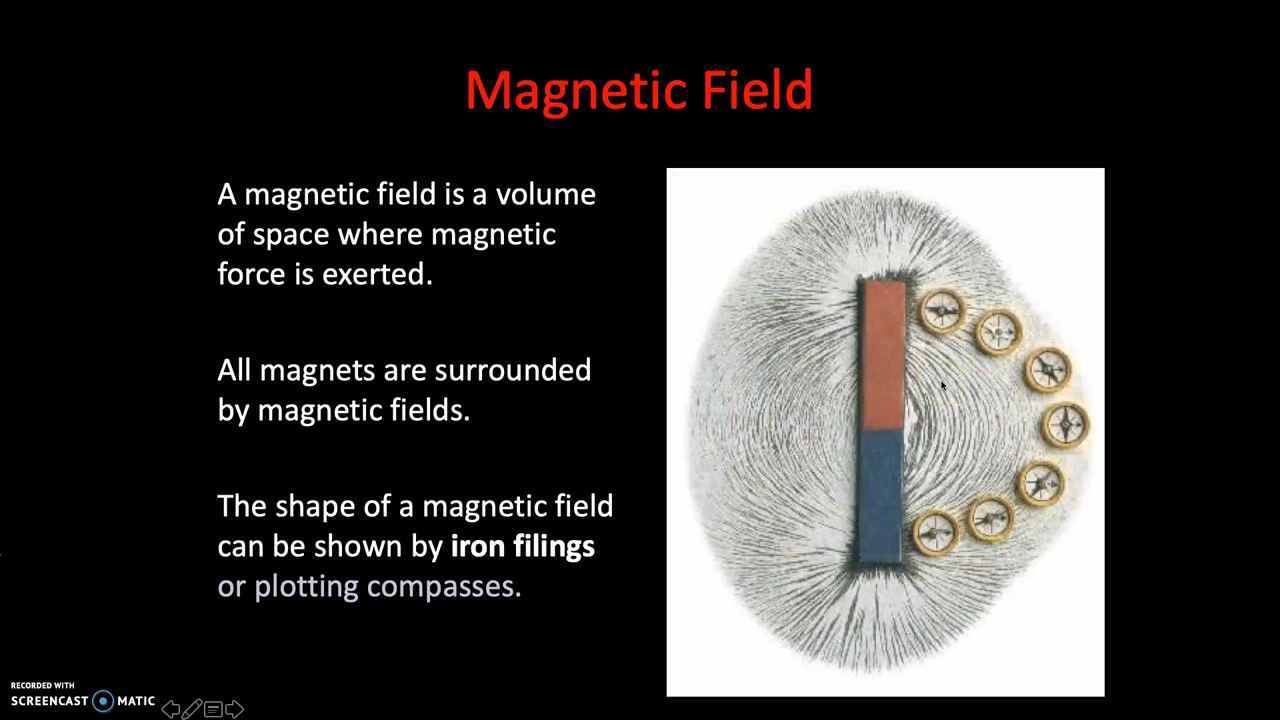 Magnetic Field
A magnetic field is a volume
of space where magnetic
force is exerted.
All magnets are surrounded
by magnetic fields.
The shape of a magnetic field
can be shown by iron filings
or plotting compasses.
RECORDED WITH
SCREENCAST MATIC